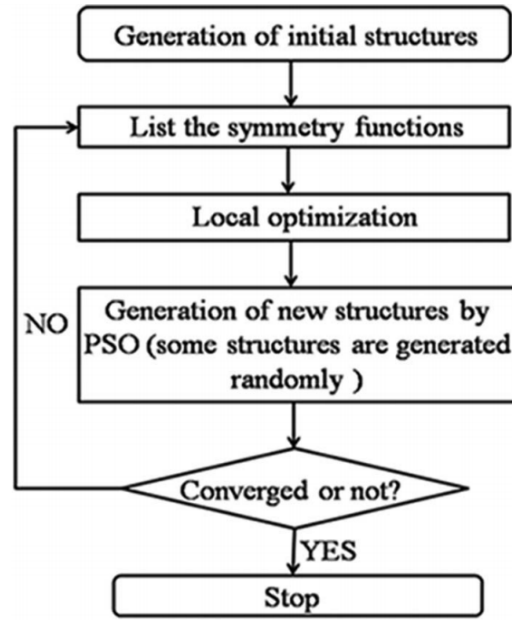 Generation of initial structures
List the symmetry functions
Local optimization
Generation of new structures by
PSO (some structures are generated
randomly )
NO
Converged or not?
YES
Stop